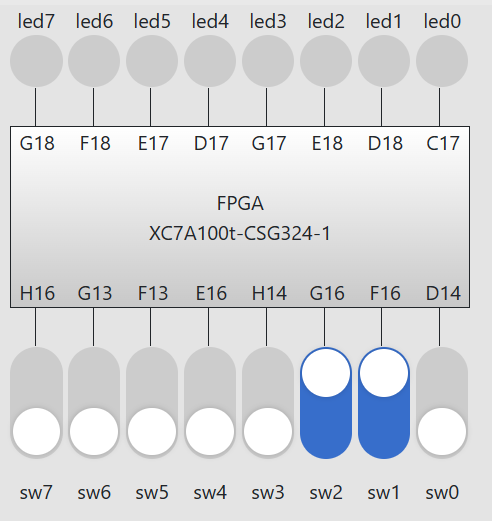 led7 led6 led5 led4 led3 led2 led1 led0
G18 F18 E17 D17 G17 E18 D18 C17
FPGA
XC7A100t-CSG324-1
H16 G13 F13 E16 H14 G16 F16 D14
sw7 sw6 sw5 sw4 sw3 sw2 sw1 sw0